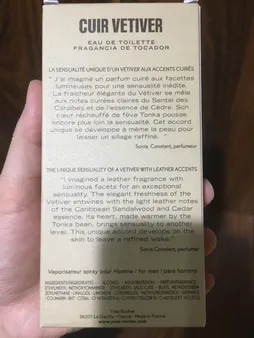 CUIR VETIVER
EAU DE TOILETTE
FRAGANCIA DE TOCADOR
LA SENSUALITÉ UNIQUE D'UN VETIVER AUX ACCENTS CUIRÉS
"J'ai imaginé un parfum cuiré aux facettes
lumineuses pour une sensualité inédite.
La fraîcheur élégante du Vetiver se mêle
aux notes cuirées claires du Santal des
Caraïbes et de l'essence de Cèdre. Son
cœur réchauffé de fève Tonka pousse
encore plus loin la sensualité. Cet accord
unique se développe à même la peau pour
laisser un sillage raffiné. "
Sonia Constant, parfumeur
THE UNIQUE SENSUALITY OF A VETIVER WITH LEATHER ACCENTS
"I imagined a leather fragrance with
luminous facets for an exceptional
sensuality. The elegant freshness of the
Vetiver entwines with the light leather notes
of the Caribbean Sandalwood and Cedar
essence. Its heart, made warmer by the
Tonka bean, brings sensuality to another
level. This unique accord develops on the
skin to leave a refined wake. "
Sonia Constant, perfumer
Vaporisateur spray pour Homme / For men / para hombre
Yves Rocher
56201 La Gacilly - France - Made in France
www.yves-rocher.com